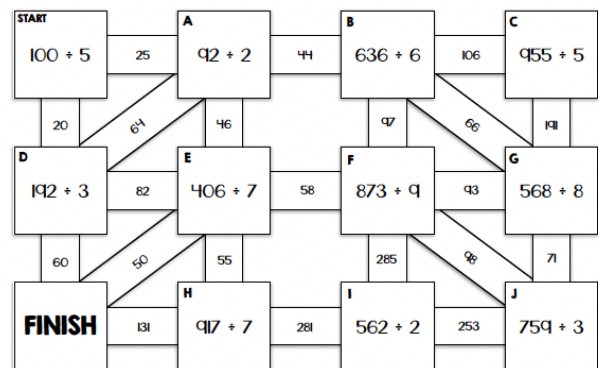 START
A
B
C
100 ÷ 5
25
92 ÷ 2
44
636 ÷ 6
106
955 ÷ 5
20
64
46
97
66
191
D
E
F
G
192 ÷ 3
82
406 ÷ 7
58
873 ÷ 9
93
568 ÷ 8
60
50
55
285
98
71
H
I
J
FINISH
131
917 ÷ 7
281
562 ÷ 2
253
759 ÷ 3